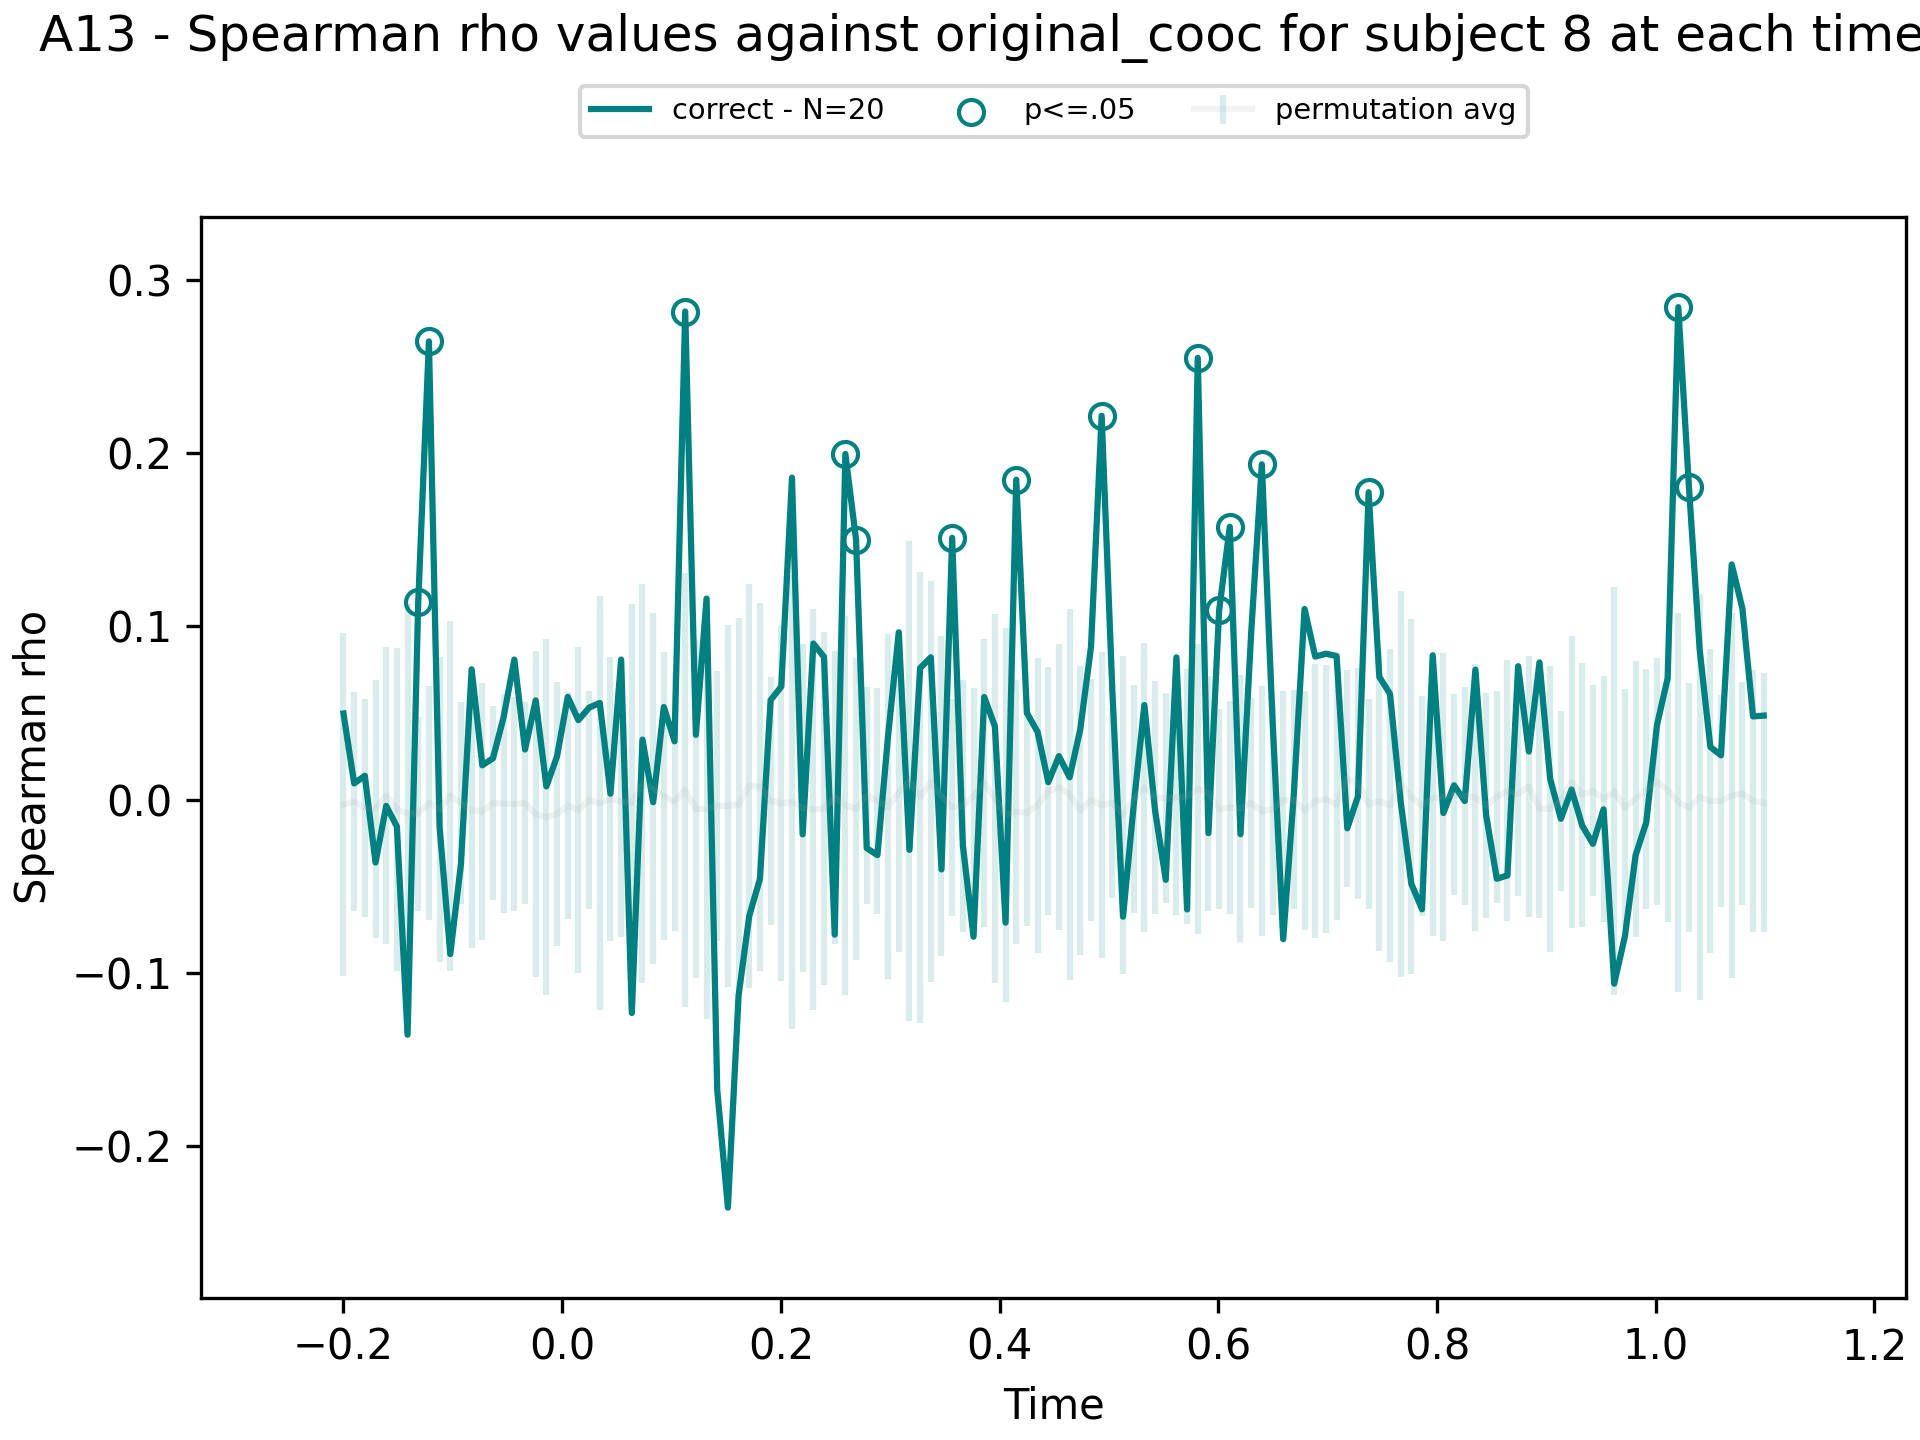 A13 - Spearman rho values against original_cooc for subject 8 at each time
correct - N=20 p<=.05 permutation avg
0.3
0.2
0.1
0.0
−0.1
−0.2
Spearman rho
−0.2 0.0 0.2 0.4 0.6 0.8 1.0 1.2
Time